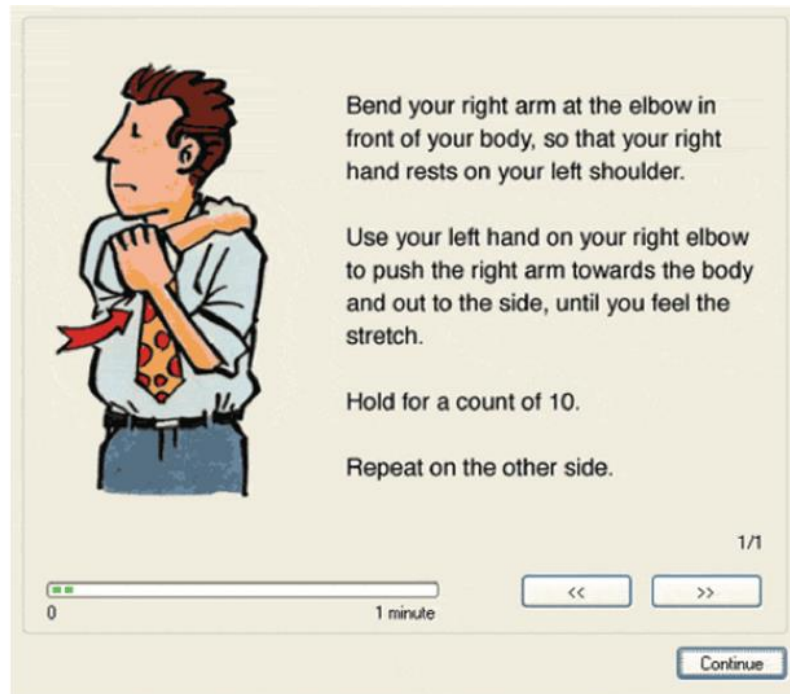 Bend your right arm at the elbow in
front of your body, so that your right
hand rests on your left shoulder.
Use your left hand on your right elbow
to push the right arm towards the body
and out to the side, until you feel the
stretch.
Hold for a count of 10.
Repeat on the other side.
1/1
0
1 minute
<<
>>
Continue